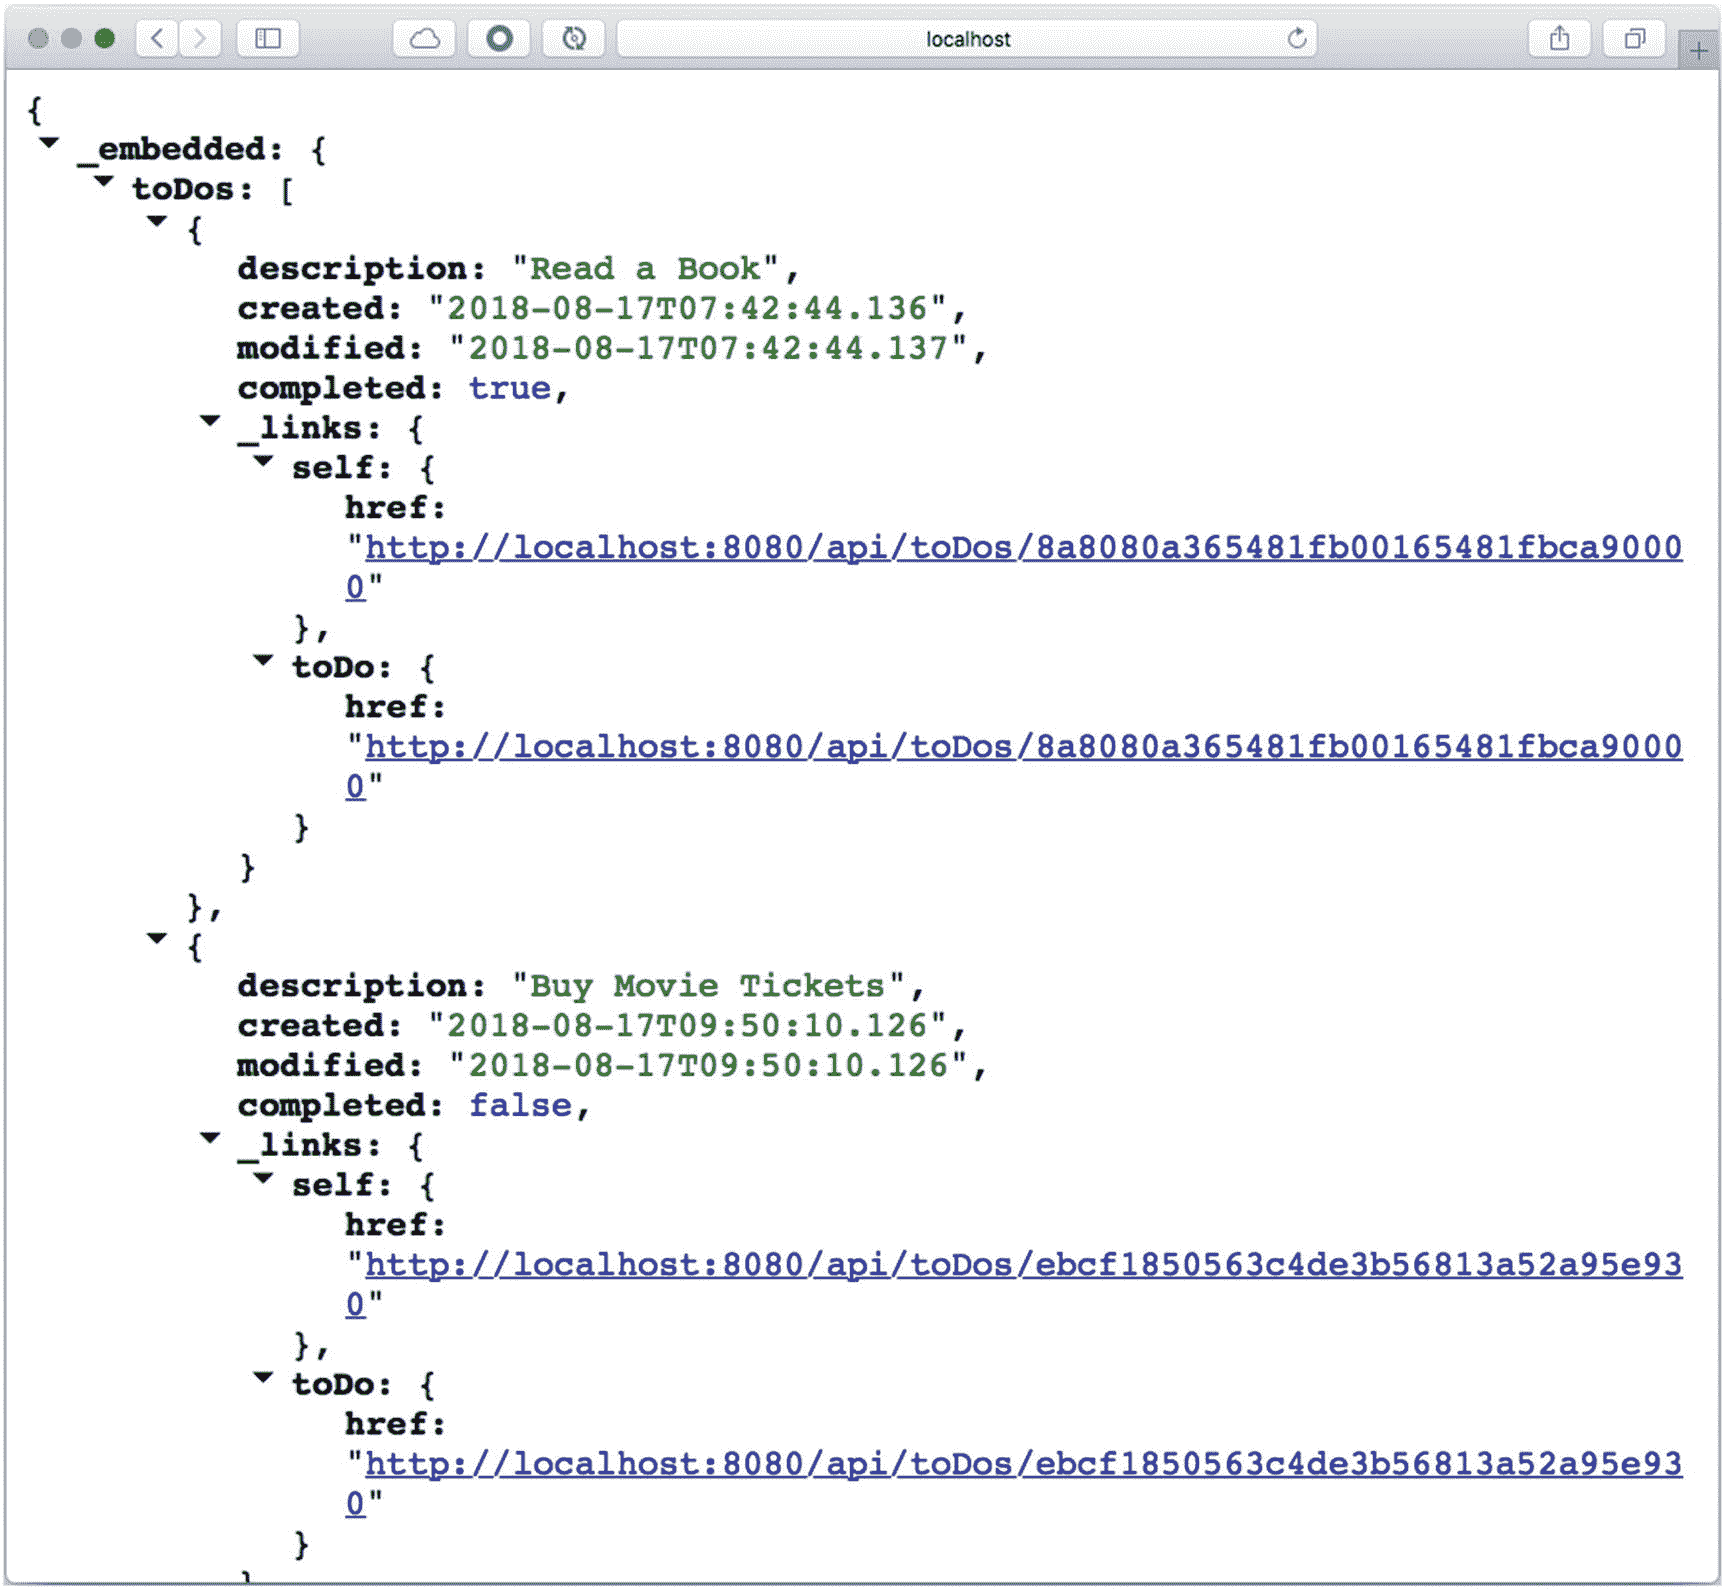 localhost
{
_embedded: {
toDos: [
{
description: "Read a Book",
created: "2018-08-17T07:42:44.136",
modified: "2018-08-17T07:42:44.137",
completed: true,
_links: {
self: {
href:
"http://localhost:8080/api/toDos/8a8080a365481fb00165481fbca9000
0"
},
toDo: {
href:
"http://localhost:8080/api/toDos/8a8080a365481fb00165481fbca9000
0"
}
}
},
{
description: "Buy Movie Tickets",
created: "2018-08-17T09:50:10.126",
modified: "2018-08-17T09:50:10.126",
completed: false,
_links: {
self: {
href:
"http://localhost:8080/api/toDos/ebcf1850563c4de3b56813a52a95e93
0"
},
toDo: {
href:
"http://localhost:8080/api/toDos/ebcf1850563c4de3b56813a52a95e93
0"
}